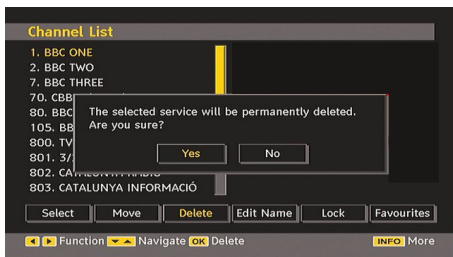 Channel List
1. BBC ONE
2. BBC TWO
7. BBC THREE
70. CBB
80. BBC
105. BB
800. TV
801. 3/
802. CATALUNYA RÀDIO
803. CATALUNYA INFORMACIÓ
The selected service will be permanently deleted.
Are you sure?
Yes No
Select Move Delete Edit Name Lock Favourites
Function Navigate OK Delete INFO More